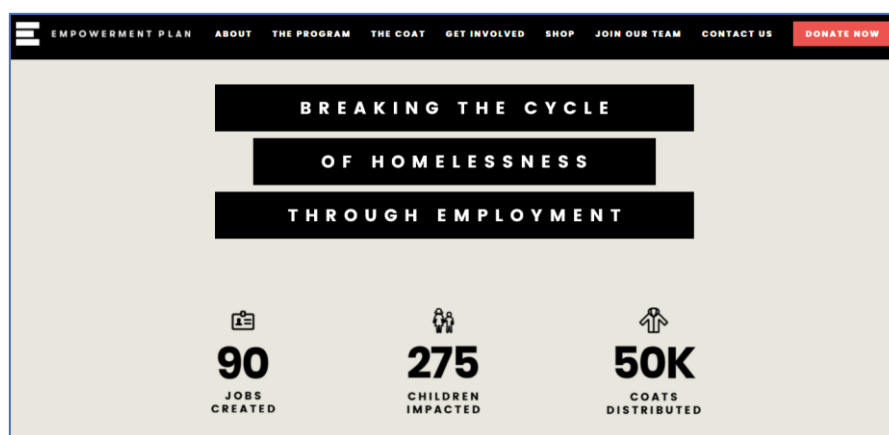 EMPOWERMENT PLAN ABOUT THE PROGRAM THE COAT GET INVOLVED SHOP JOIN OUR TEAM CONTACT US DONATE NOW
BREAKING THE CYCLE
OF HOMELESSNESS
THROUGH EMPLOYMENT
90 275 50K
JOBS CHILDREN COATS
CREATED IMPACTED DISTRIBUTED